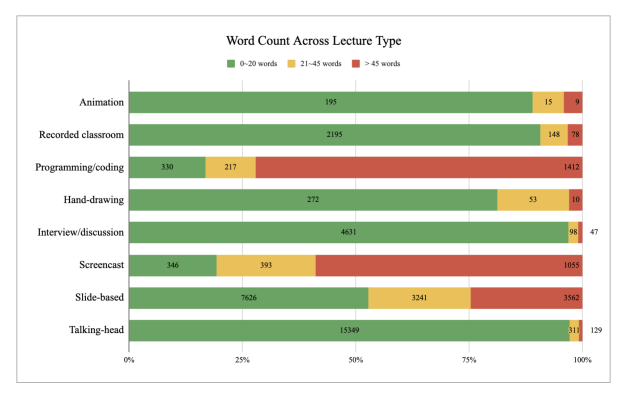 Word Count Across Lecture Type
0~20 words 21~45 words > 45 words
Animation 195 15 9
Recorded classroom 2195 148 78
Programming/coding 330 217 1412
Hand-drawing 272 53 10
Interview/discussion 4631 98 47
Screencast 346 393 1055
Slide-based 7626 3241 3562
Talking-head 15349 311 129
0% 25% 50% 75% 100%